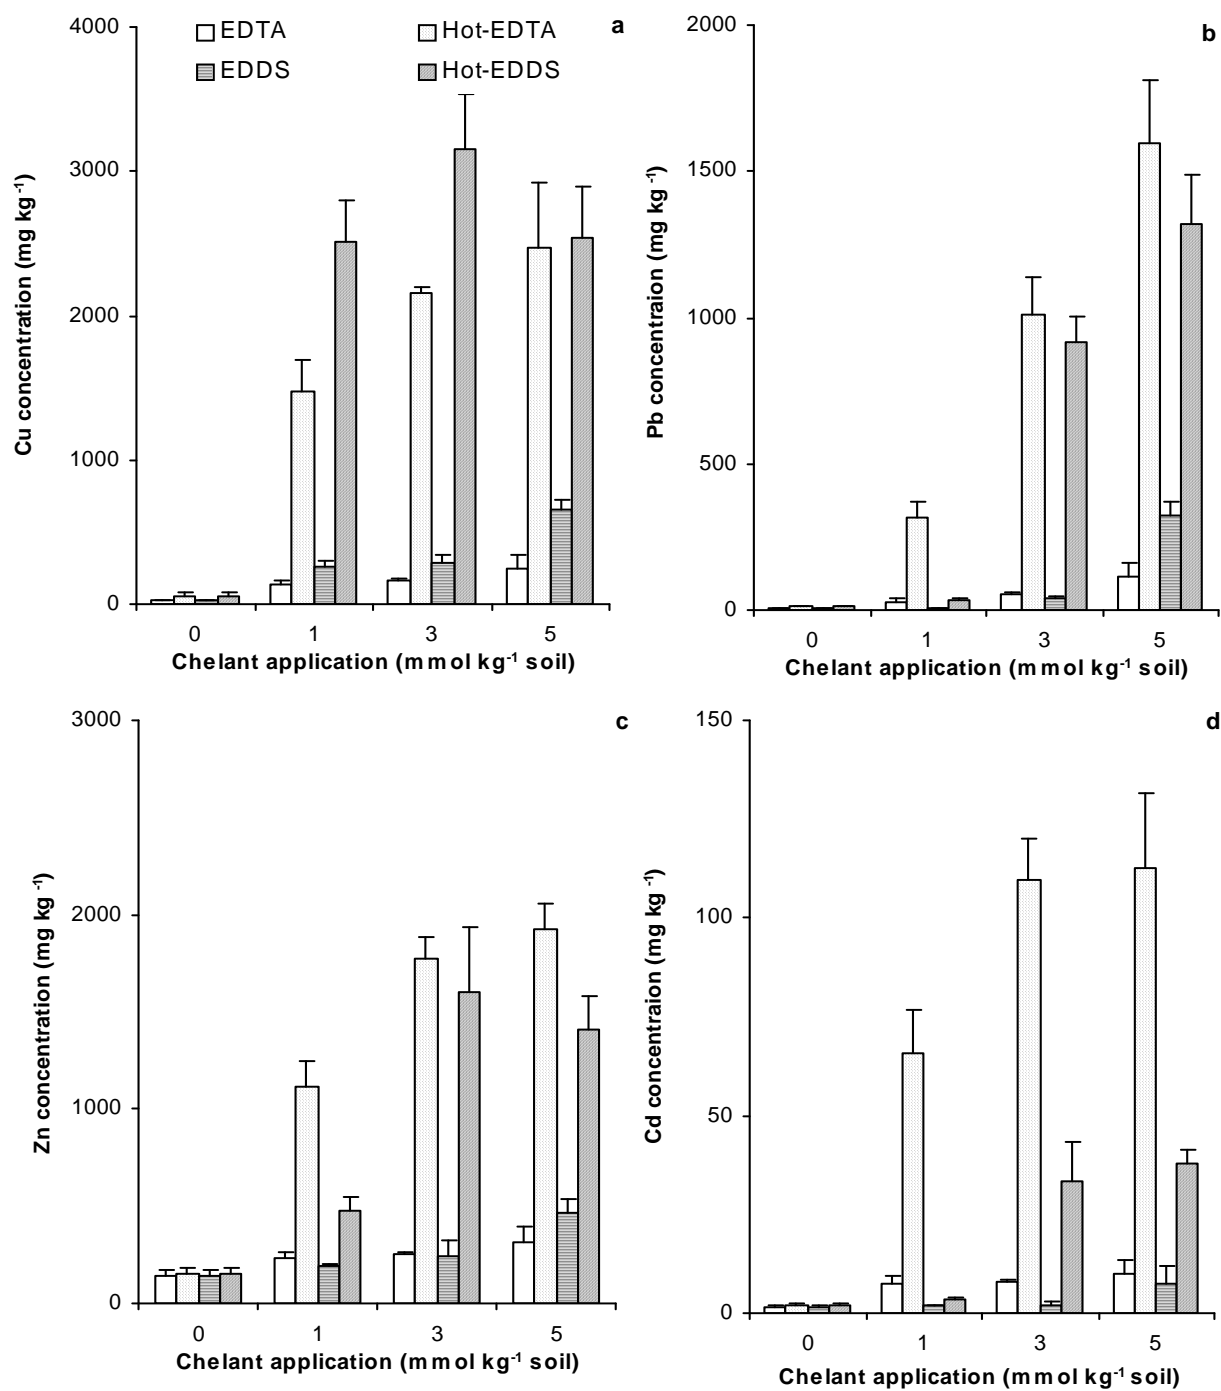 4000
EDTA
Hot-EDTA
a
EDDS
Hot-EDDS
3000
2000
1000
0
Cu concentration (mg kg⁻¹)
0 1 3 5
Chelant application (mmol kg⁻¹ soil)
2000
b
1500
1000
500
0
Pb concentraion (mg kg⁻¹)
0 1 3 5
Chelant application (mmol kg⁻¹ soil)
3000
c
2000
1000
0
Zn concentration (mg kg⁻¹)
0 1 3 5
Chelant application (mmol kg⁻¹ soil)
150
d
100
50
0
Cd concentraion (mg kg⁻¹)
0 1 3 5
Chelant application (mmol kg⁻¹ soil)